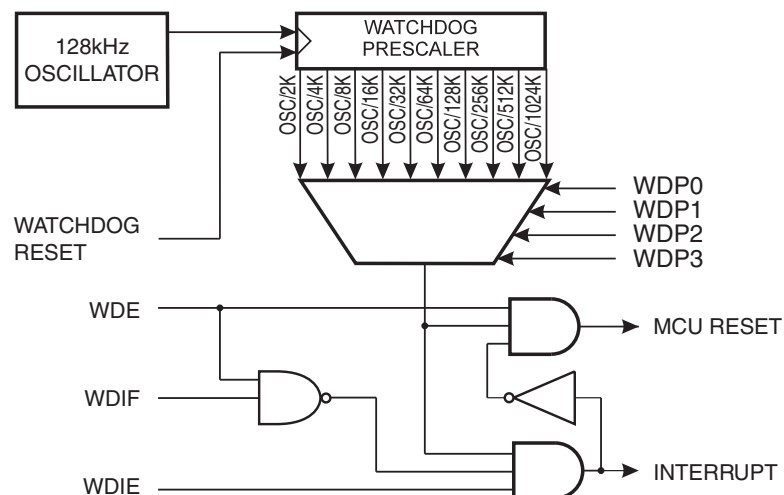 128kHz
OSCILLATOR
WATCHDOG
PRESCALER
OSC/2K
OSC/4K
OSC/8K
OSC/16K
OSC/32K
OSC/64K
OSC/128K
OSC/256K
OSC/512K
OSC/1024K
WATCHDOG
RESET
WDP0
WDP1
WDP2
WDP3
WDE
MCU RESET
WDIF
WDIE
INTERRUPT